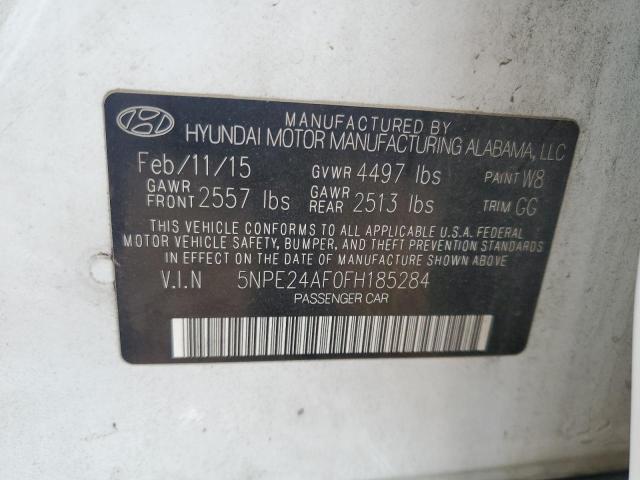 MANUFACTURED BY
HYUNDAI MOTOR MANUFACTURING ALABAMA, LLC
Feb/11/15 GVWR 4497 lbs PAINT W8
GAWR FRONT 2557 lbs GAWR REAR 2513 lbs TRIM GG
THIS VEHICLE CONFORMS TO ALL APPLICABLE U.S.A. FEDERAL
MOTOR VEHICLE SAFETY, BUMPER, AND THEFT PREVENTION STANDARDS
IN EFFECT ON THE DATE OF MANUFACTURE SHOWN ABOVE.
V.I.N 5NPE24AF0FH185284
PASSENGER CAR